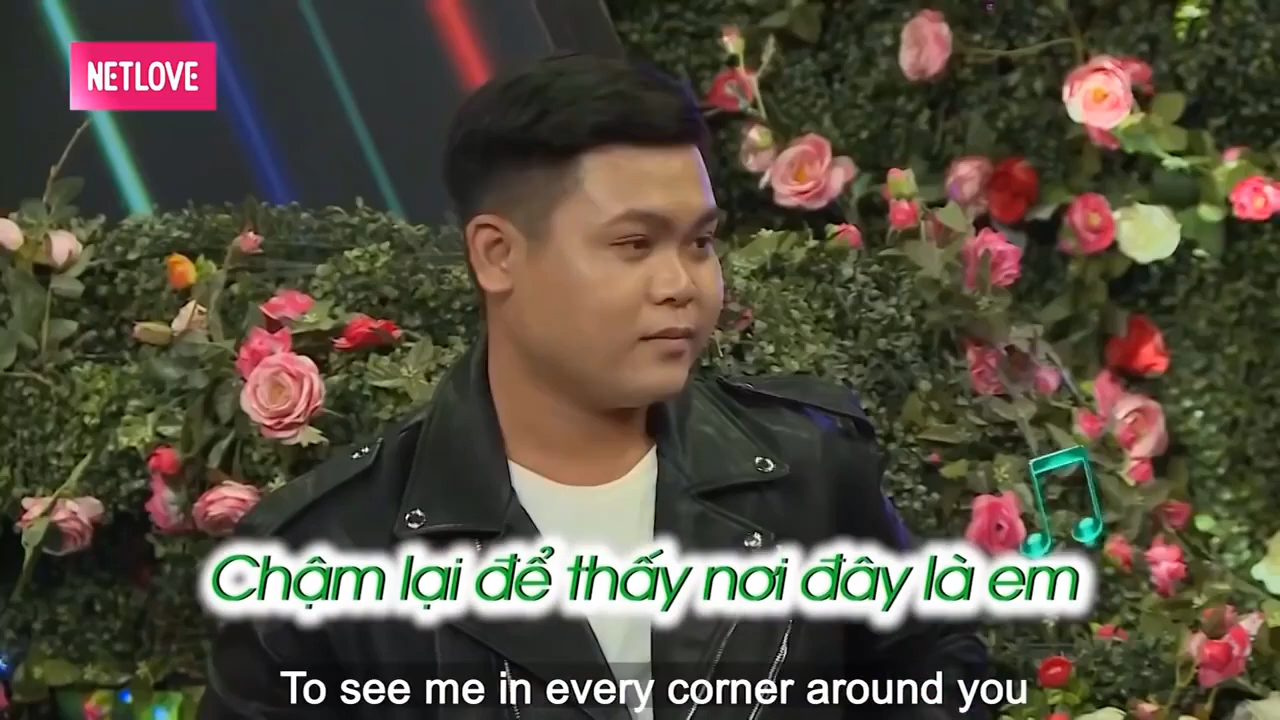 NETLOVE
Chậm lại để thấy nơi đây là em
To see me in every corner around you